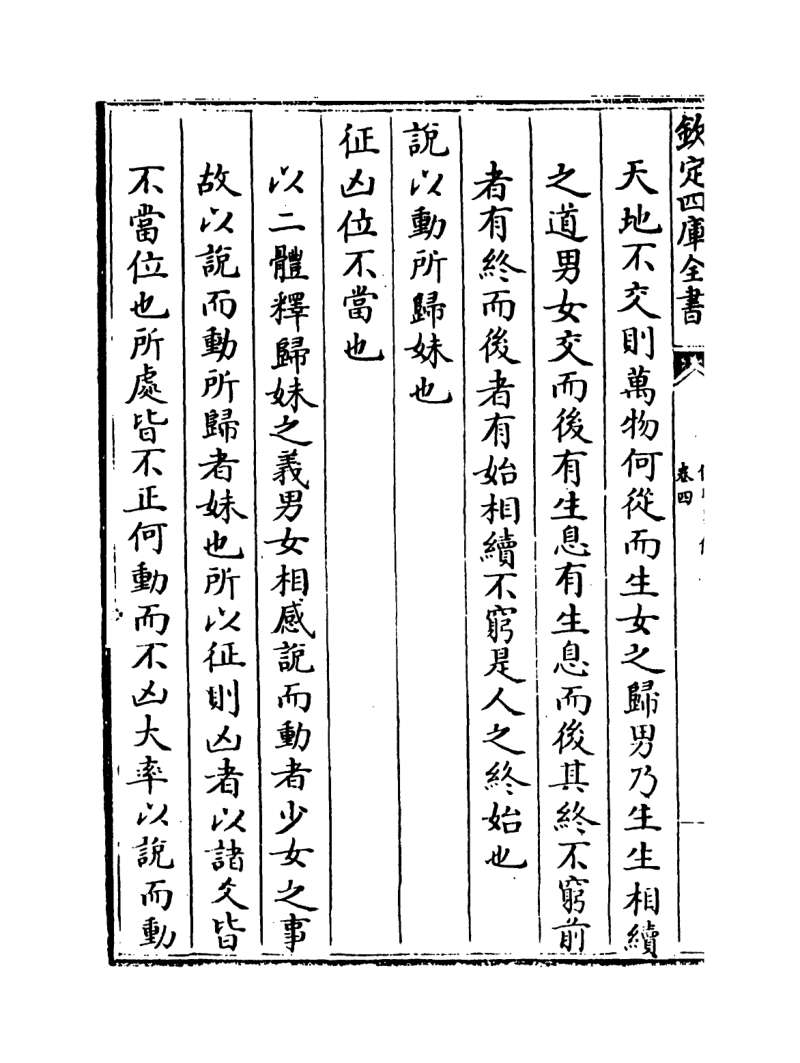 欽定四庫全書
卷四
天地不交則萬物何從而生女之歸男乃生生相續
之道男女交而後有生息有生息而後其終不窮前
者有終而後者有始相續不窮是人之終始也
說以動所歸妹也
征凶位不當也
以二體釋歸妹之義男女相感說而動者少女之事
故以說而動所歸者妹也所以征則凶者以諸爻皆
不當位也所處皆不正何動而不凶大率以說而動